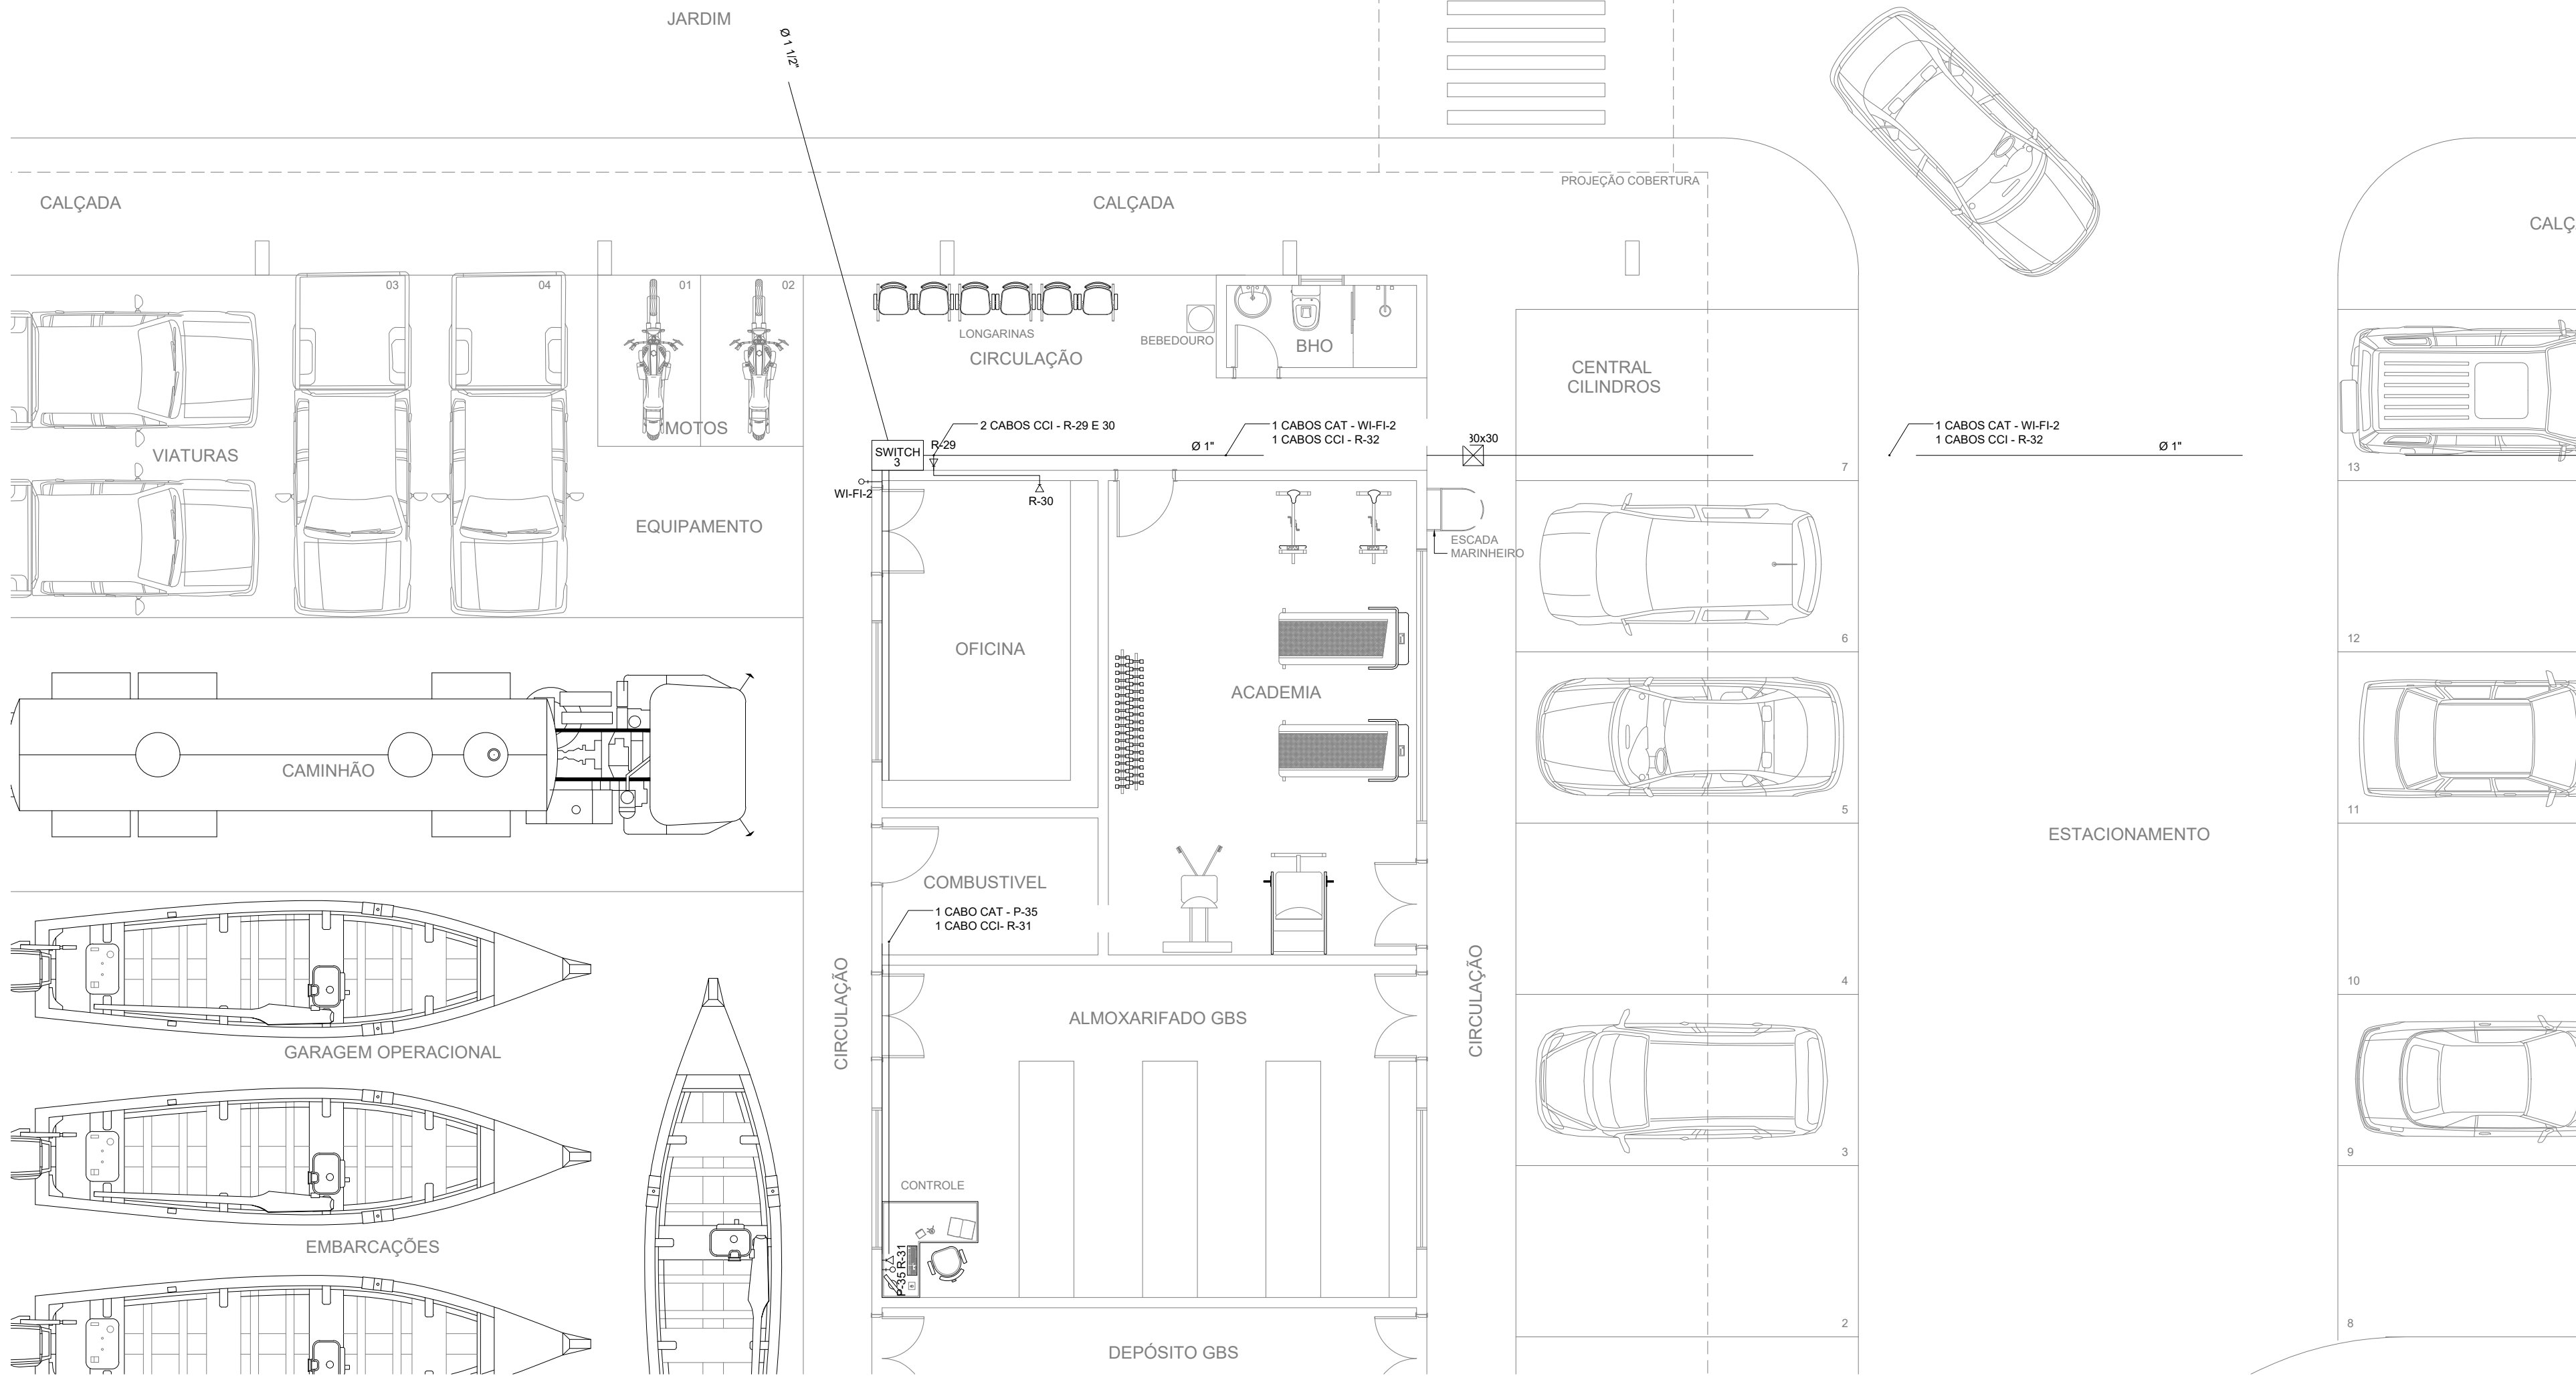 JARDIM
Ø 1 1/2"
PROJEÇÃO COBERTURA
CALÇADA
CALÇADA
CALÇ
03
04
01
02
LONGARINAS
BEBEDOURO
BHO
CIRCULAÇÃO
CENTRAL
CILINDROS
MOTOS
VIATURAS
2 CABOS CCI - R-29 E 30
1 CABOS CAT - WI-FI-2
1 CABOS CCI - R-32
1 CABOS CAT - WI-FI-2
1 CABOS CCI - R-32
R-29
Ø 1"
30x30
Ø 1"
SWITCH
3
7
13
WI-FI-2
R-30
EQUIPAMENTO
ESCADA
MARINHEIRO
6
12
OFICINA
ACADEMIA
CAMINHÃO
5
11
ESTACIONAMENTO
COMBUSTIVEL
1 CABO CAT - P-35
1 CABO CCI- R-31
CIRCULAÇÃO
CIRCULAÇÃO
4
10
ALMOXARIFADO GBS
GARAGEM OPERACIONAL
3
9
CONTROLE
EMBARCAÇÕES
P-35 R-31
2
8
DEPÓSITO GBS